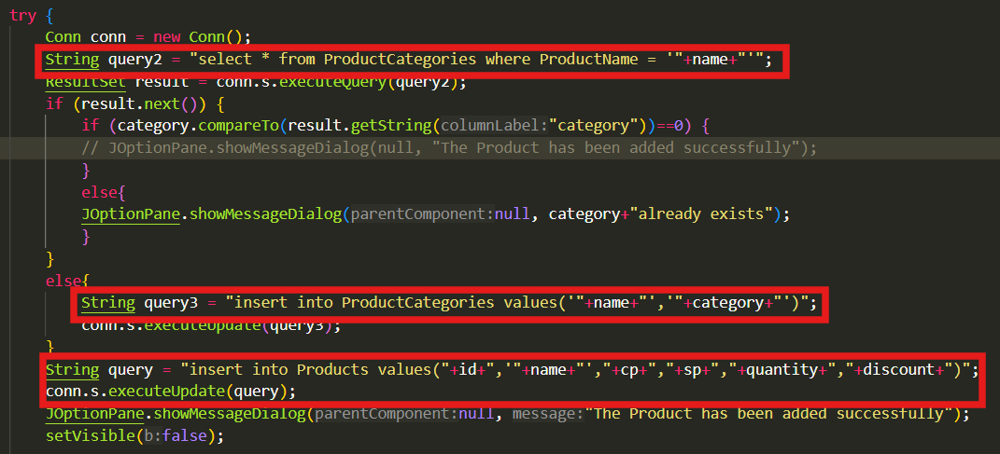 try {
Conn conn = new Conn();
String query2 = "select * from ProductCategories where ProductName = '"+name+"'";
ResultSet result = conn.s.executeQuery(query2);
if (result.next()) {
if (category.compareTo(result.getString(columnLabel:"category"))==0) {
// JOptionPane.showMessageDialog(null, "The Product has been added successfully");
}
else{
JOptionPane.showMessageDialog(parentComponent:null, category+"already exists");
}
}
else{
String query3 = "insert into ProductCategories values('"+name+"','"+category+"')";
conn.s.executeUpdate(query3);
}
String query = "insert into Products values("+id+",'"+name+"',"+cp+","+sp+","+quantity+","+discount+")";
conn.s.executeUpdate(query);
JOptionPane.showMessageDialog(parentComponent:null, message:"The Product has been added successfully");
setVisible(b:false);